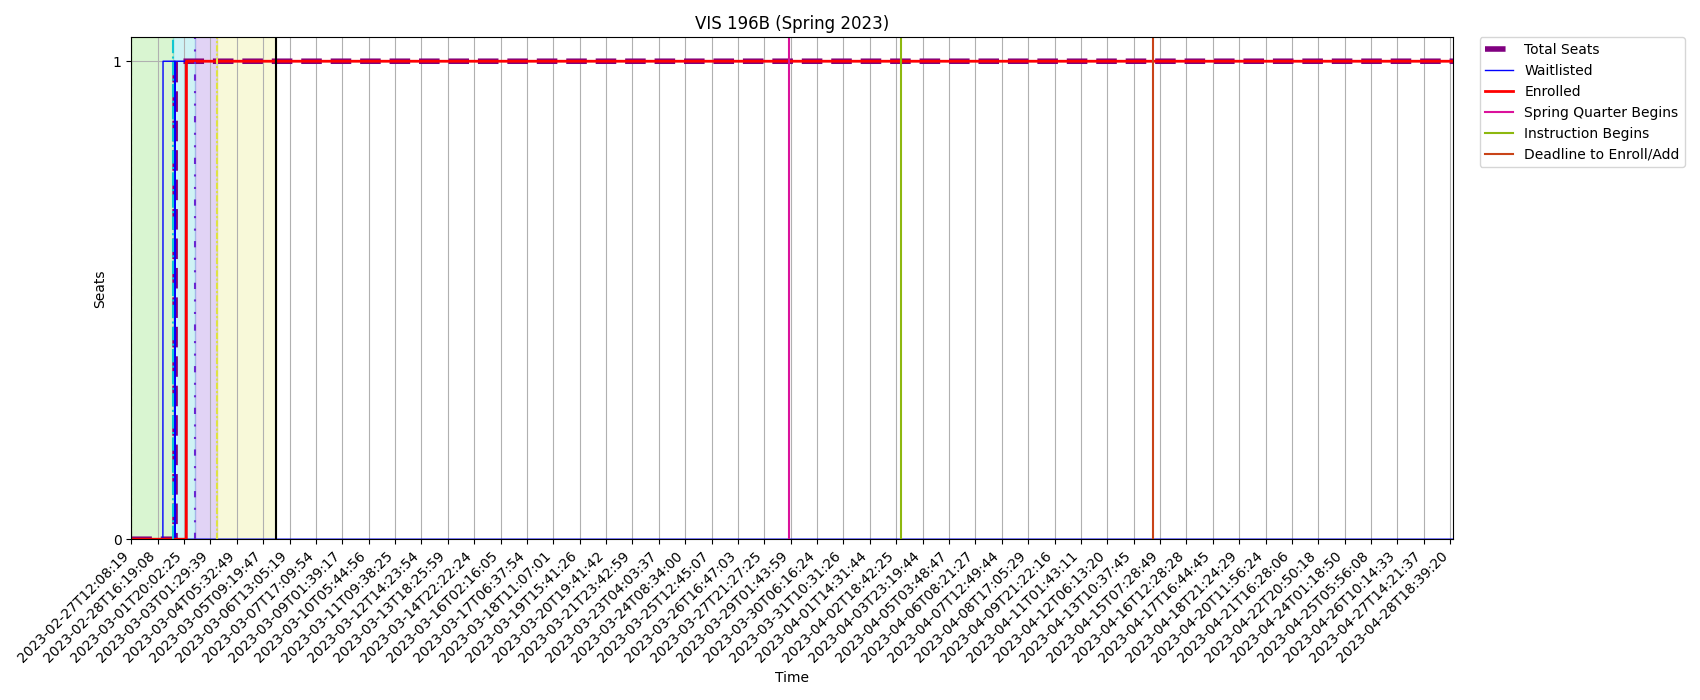 VIS 196B (Spring 2023)
1
0
Seats
Total Seats
Waitlisted
Enrolled
Spring Quarter Begins
Instruction Begins
Deadline to Enroll/Add
2023-02-27T12:08:19
2023-02-28T16:19:08
2023-03-01T20:02:25
2023-03-03T01:29:39
2023-03-04T05:32:49
2023-03-05T09:19:47
2023-03-06T13:05:19
2023-03-07T17:09:54
2023-03-09T01:39:17
2023-03-10T05:44:56
2023-03-11T09:38:25
2023-03-12T14:23:54
2023-03-13T18:25:59
2023-03-14T22:22:24
2023-03-16T02:16:05
2023-03-17T06:37:54
2023-03-18T11:07:01
2023-03-19T15:41:26
2023-03-20T19:41:42
2023-03-21T23:42:59
2023-03-23T04:03:37
2023-03-24T08:34:00
2023-03-25T12:45:07
2023-03-26T16:47:03
2023-03-27T21:27:25
2023-03-29T01:43:59
2023-03-30T06:16:24
2023-03-31T10:31:26
2023-04-01T14:31:44
2023-04-02T18:42:25
2023-04-03T23:19:44
2023-04-05T03:48:47
2023-04-06T08:21:27
2023-04-07T12:49:44
2023-04-08T17:05:29
2023-04-09T21:22:16
2023-04-11T01:43:11
2023-04-12T06:13:20
2023-04-13T10:37:45
2023-04-15T07:28:49
2023-04-16T12:28:28
2023-04-17T16:44:45
2023-04-18T21:24:29
2023-04-20T11:56:24
2023-04-21T16:28:06
2023-04-22T20:50:18
2023-04-24T01:18:50
2023-04-25T05:56:08
2023-04-26T10:14:33
2023-04-27T14:21:37
2023-04-28T18:39:20
Time